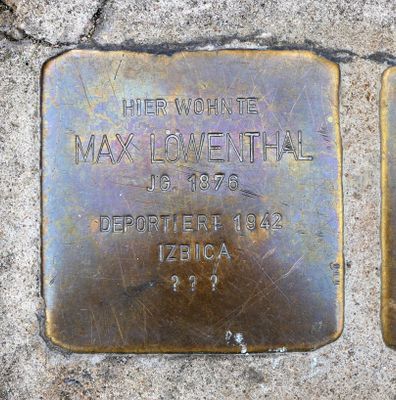 HIER WOHNTE
MAX LÖWENTHAL
JG. 1876
DEPORTIERT 1942
IZBICA
? ? ?